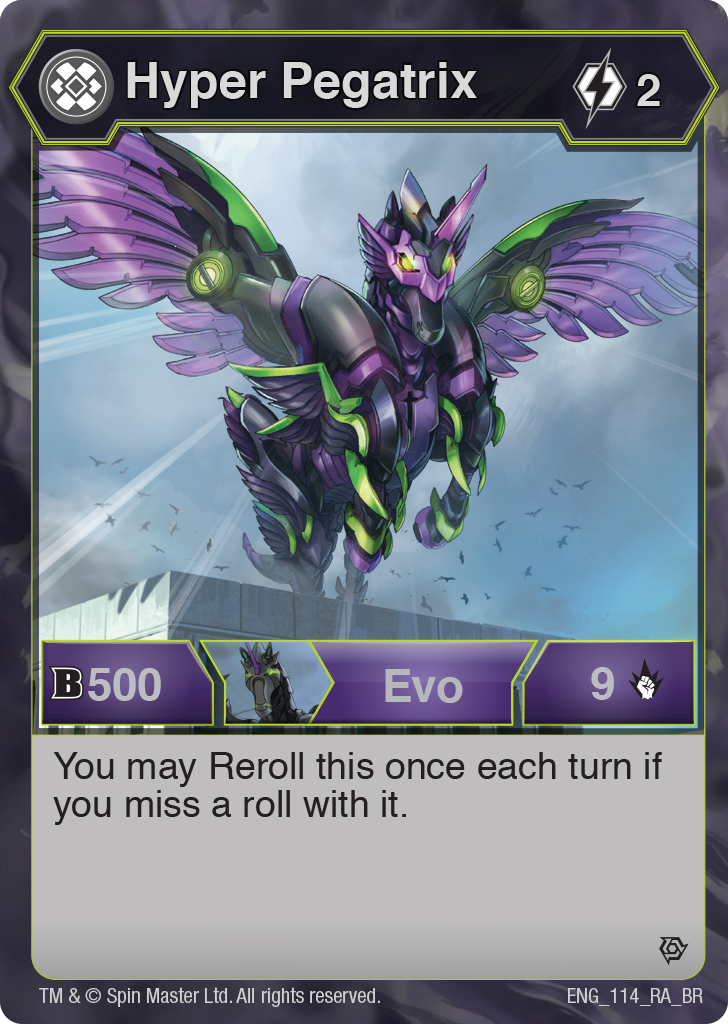 Hyper Pegatrix
2
B500
Evo
9
You may Reroll this once each turn if
you miss a roll with it.
TM & © Spin Master Ltd. All rights reserved.
ENG_114_RA_BR